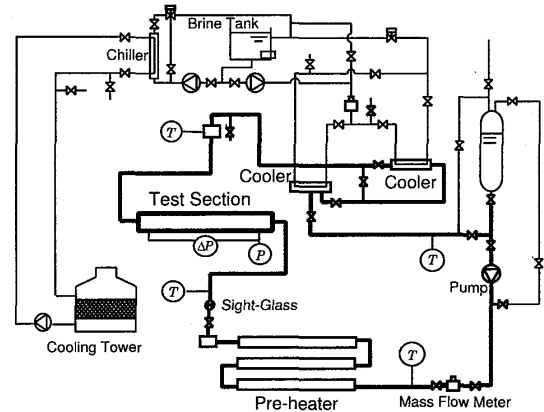 Brine Tank
Chiller
T
Cooler
Cooler
Test Section
ΔP
P
T
T
Sight-Glass
Pump
Cooling Tower
T
Pre-heater
Mass Flow Meter